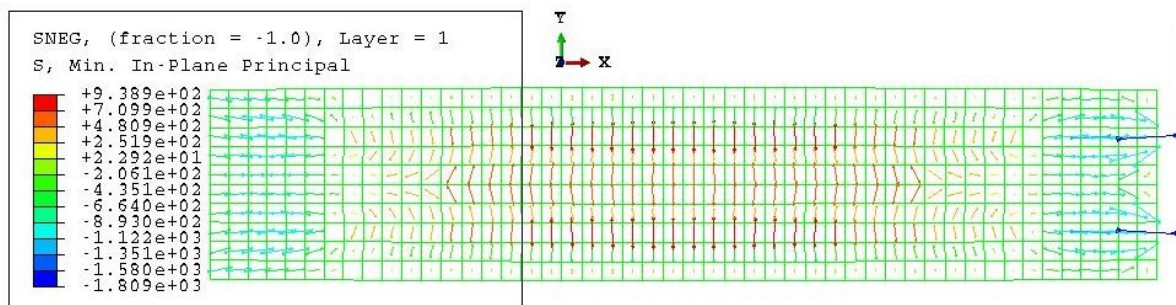 SNEG, (fraction = -1.0), Layer = 1
S, Min. In-Plane Principal
+9.389e+02
+7.099e+02
+4.809e+02
+2.519e+02
+2.292e+01
-2.061e+02
-4.351e+02
-6.640e+02
-8.930e+02
-1.122e+03
-1.351e+03
-1.580e+03
-1.809e+03
Y
Z X